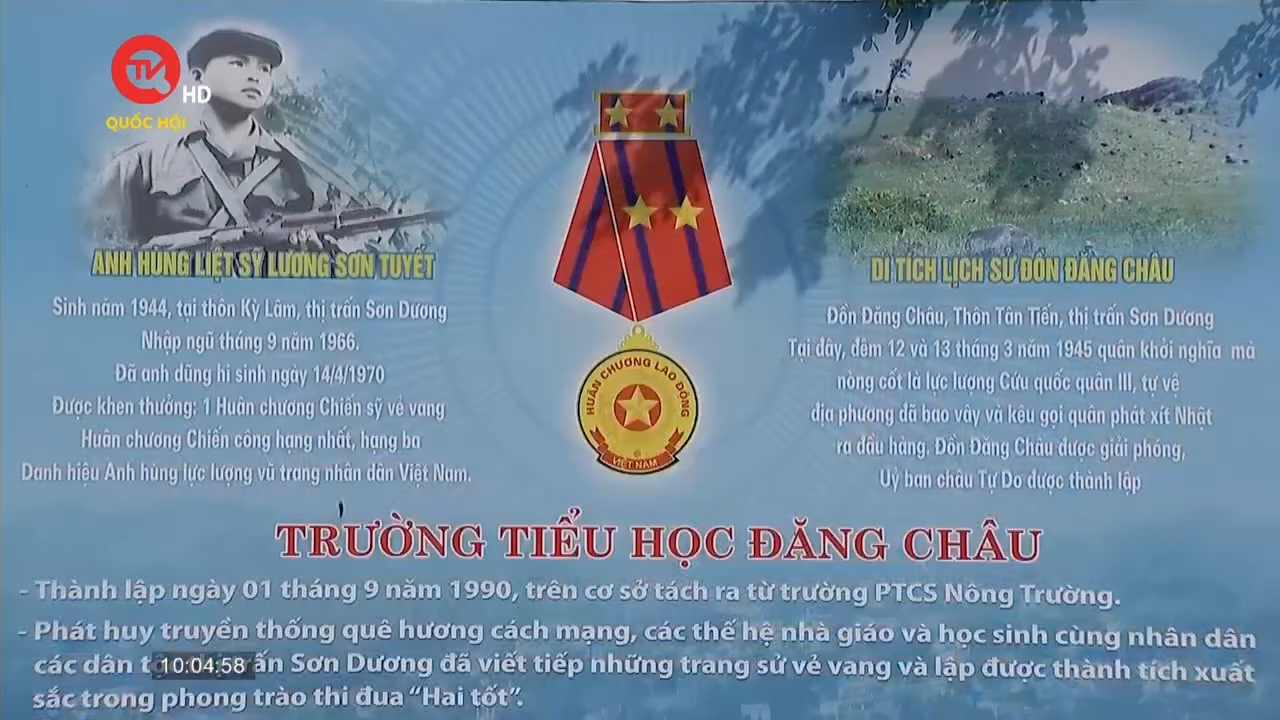 QUỐC HỘI
HD
ANH HÙNG LIỆT SỸ LƯƠNG SƠN TUYẾT
Sinh năm 1944, tại thôn Kỳ Lâm, thị trấn Sơn Dương
Nhập ngũ tháng 9 năm 1966.
Đã anh dũng hi sinh ngày 14/4/1970
Được khen thưởng: 1 Huân chương Chiến sỹ vẻ vang
Huân chương Chiến công hạng nhất, hạng ba
Danh hiệu Anh hùng lực lượng vũ trang nhân dân Việt Nam.
HUÂN CHƯƠNG LAO ĐỘNG
VIỆT NAM
DI TÍCH LỊCH SỬ ĐỒN ĐĂNG CHÂU
Đồn Đăng Châu, Thôn Tân Tiến, thị trấn Sơn Dương
Tại đây, đêm 12 và 13 tháng 3 năm 1945 quân khởi nghĩa mà
nòng cốt là lực lượng Cứu quốc quân III, tự vệ
địa phương đã bao vây và kêu gọi quân phát xít Nhật
ra đầu hàng. Đồn Đăng Châu được giải phóng,
Uỷ ban châu Tự Do được thành lập
TRƯỜNG TIỂU HỌC ĐĂNG CHÂU
- Thành lập ngày 01 tháng 9 năm 1990, trên cơ sở tách ra từ trường PTCS Nông Trường.
- Phát huy truyền thống quê hương cách mạng, các thế hệ nhà giáo và học sinh cùng nhân dân
các dân 10:04:58 ấn Sơn Dương đã viết tiếp những trang sử vẻ vang và lập được thành tích xuất
sắc trong phong trào thi đua “Hai tốt”.